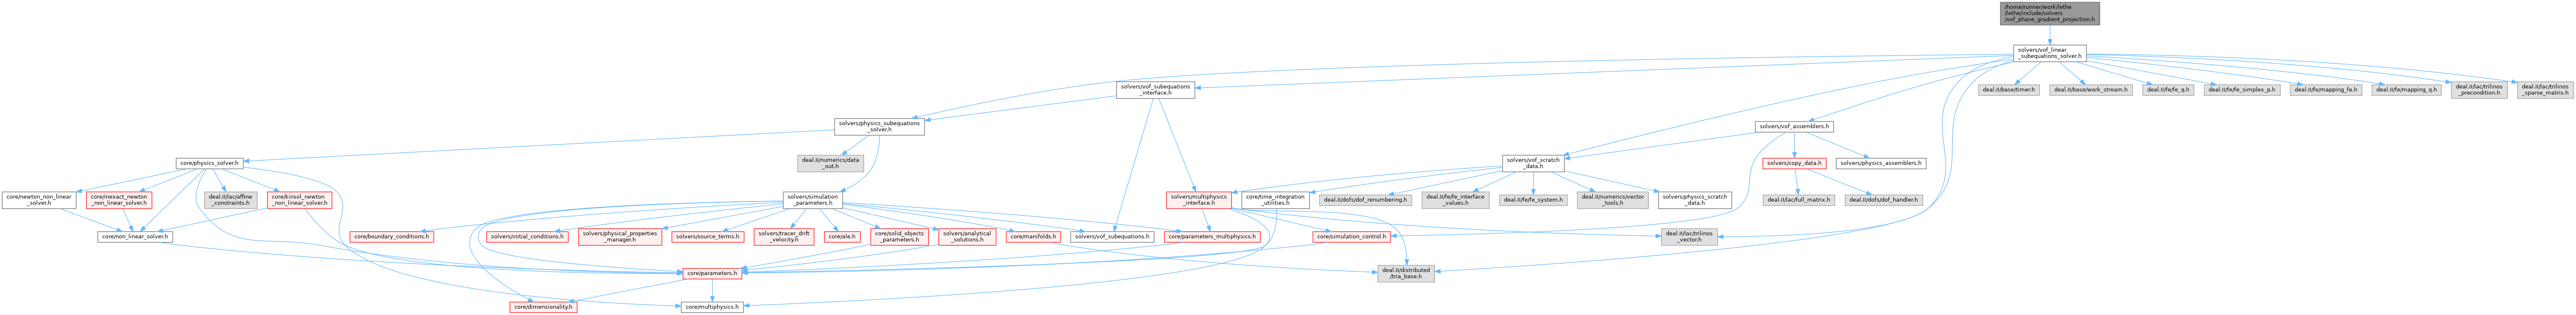 /home/runner/work/lethe
/lethe/include/solvers
/vof_phase_gradient_projection.h
solvers/vof_linear
_subequations_solver.h
solvers/vof_subequations
_interface.h
deal.II/base/timer.h
deal.II/base/work_stream.h
deal.II/fe/fe_q.h
deal.II/fe/fe_simplex_p.h
deal.II/fe/mapping_fe.h
deal.II/fe/mapping_q.h
deal.II/lac/trilinos
_precondition.h
deal.II/lac/trilinos
_sparse_matrix.h
solvers/physics_subequations
_solver.h
solvers/vof_assemblers.h
core/physics_solver.h
deal.II/numerics/data
_out.h
solvers/vof_scratch
_data.h
solvers/copy_data.h
solvers/physics_assemblers.h
core/newton_non_linear
_solver.h
core/inexact_newton
_non_linear_solver.h
deal.II/lac/affine
_constraints.h
core/kinsol_newton
_non_linear_solver.h
solvers/simulation
_parameters.h
solvers/multiphysics
_interface.h
core/time_integration
_utilities.h
deal.II/dofs/dof_renumbering.h
deal.II/fe/fe_interface
_values.h
deal.II/fe/fe_system.h
deal.II/numerics/vector
_tools.h
solvers/physics_scratch
_data.h
deal.II/lac/full_matrix.h
deal.II/dofs/dof_handler.h
core/non_linear_solver.h
core/boundary_conditions.h
solvers/initial_conditions.h
solvers/physical_properties
_manager.h
solvers/source_terms.h
solvers/tracer_drift
_velocity.h
core/ale.h
core/solid_objects
_parameters.h
solvers/analytical
_solutions.h
core/manifolds.h
solvers/vof_subequations.h
core/parameters_multiphysics.h
core/simulation_control.h
deal.II/lac/trilinos
_vector.h
core/parameters.h
deal.II/distributed
/tria_base.h
core/dimensionality.h
core/multiphysics.h